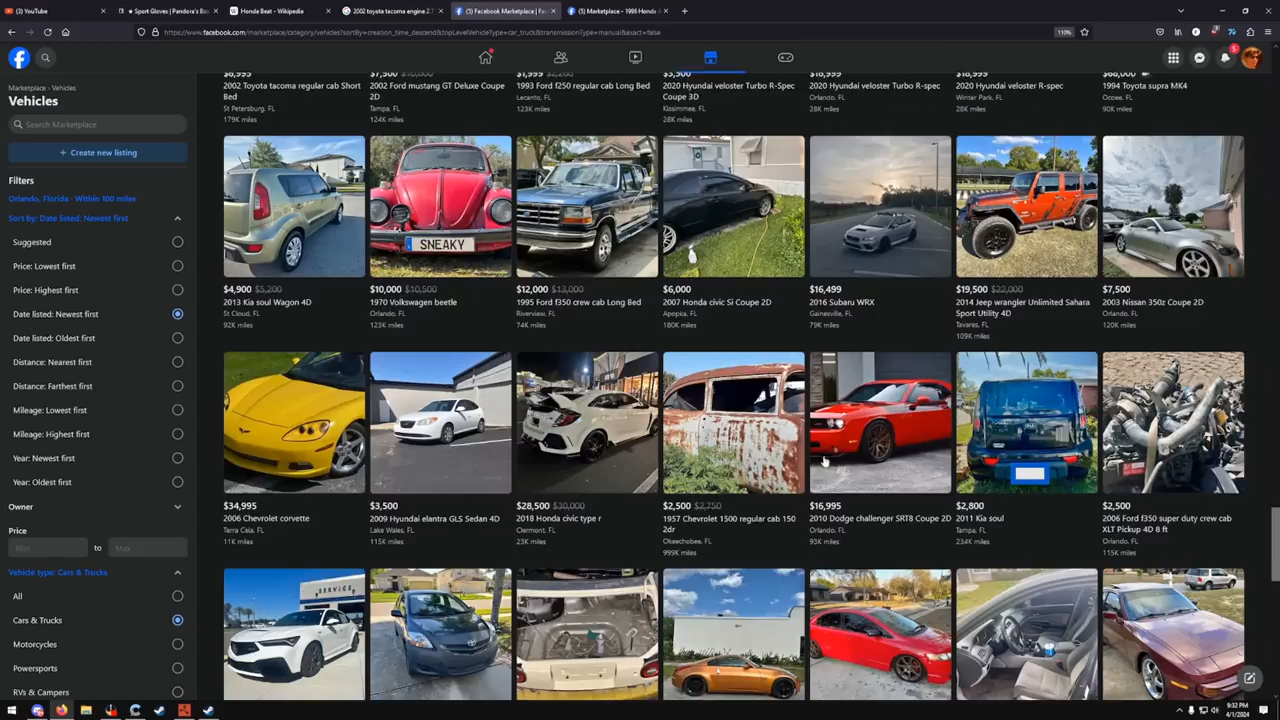 (5) YouTube
★ Sport Gloves | Pandora's Box
Honda Beat - Wikipedia
2002 toyota tacoma engine 2.7
(5) Facebook Marketplace | Fac
(5) Marketplace - 1996 Honda
https://www.facebook.com/marketplace/category/vehicles?sortBy=creation_time_descend&topLevelVehicleType=car_truck&transmissionType=manual&exact=false
110%
5
Marketplace · Vehicles
Vehicles
Search Marketplace
+ Create new listing
Filters
Orlando, Florida · Within 100 miles
Sort by: Date listed: Newest first
Suggested
Price: Lowest first
Price: Highest first
Date listed: Newest first
Date listed: Oldest first
Distance: Nearest first
Distance: Farthest first
Mileage: Lowest first
Mileage: Highest first
Year: Newest first
Year: Oldest first
Owner
Price
Min to Max
Vehicle type: Cars & Trucks
All
Cars & Trucks
Motorcycles
Powersports
RVs & Campers
$6,995
2002 Toyota tacoma regular cab Short Bed
St Petersburg, FL
179K miles
$7,500 $10,000
2002 Ford mustang GT Deluxe Coupe 2D
Tampa, FL
124K miles
$1,999 $2,200
1993 Ford f250 regular cab Long Bed
Lecanto, FL
123K miles
2020 Hyundai veloster Turbo R-Spec Coupe 3D
Kissimmee, FL
28K miles
$18,999
2020 Hyundai veloster Turbo R-spec
Orlando, FL
28K miles
$18,999
2020 Hyundai veloster R-spec
Winter Park, FL
28K miles
$68,000
1994 Toyota supra MK4
Ocoee, FL
90K miles
SNEAKY
$4,900 $5,200
2013 Kia soul Wagon 4D
St Cloud, FL
92K miles
$10,000 $10,500
1970 Volkswagen beetle
Orlando, FL
123K miles
$12,000 $13,000
1995 Ford f350 crew cab Long Bed
Riverview, FL
74K miles
$6,000
2007 Honda civic Si Coupe 2D
Apopka, FL
180K miles
$16,499
2016 Subaru WRX
Gainesville, FL
79K miles
$19,500 $22,000
2014 Jeep wrangler Unlimited Sahara Sport Utility 4D
Tavares, FL
109K miles
$7,500
2003 Nissan 350z Coupe 2D
Orlando, FL
120K miles
$34,995
2006 Chevrolet corvette
Terra Ceia, FL
11K miles
$3,500
2009 Hyundai elantra GLS Sedan 4D
Lake Wales, FL
115K miles
$28,500 $30,000
2018 Honda civic type r
Clermont, FL
23K miles
$2,500 $2,750
1957 Chevrolet 1500 regular cab 150 2dr
Okeechobee, FL
999K miles
$16,995
2010 Dodge challenger SRT8 Coupe 2D
Orlando, FL
93K miles
$2,800
2011 Kia soul
Tampa, FL
234K miles
$2,500
2006 Ford f350 super duty crew cab XLT Pickup 4D 8 ft
Orlando, FL
115K miles
SERVICE
9:32 PM
4/1/2024